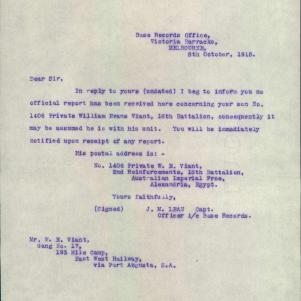 Base Records Office,
Victoria Barracks,
MELBOURNE.
8th October, 1915.
Dear Sir.
In reply to yours (undated) I beg to inform you no
official report has been received here concerning your son No.
1406 Private William Evans Viant, 16th Battalion, consequently it
may be assumed he is with his unit. You will be immediately
notified upon receipt of any report.
His postal address is: -
No. 1406 Private W. E. Viant,
2nd Reinforcements, 16th Battalion,
Australian Imperial Free,
Alexandria, Egypt.
Yours faithfully,
(Signed) J. M. LEAN Capt.
Officer i/c Base Records.
Mr. W. N. Viant,
Gang No. 17,
193 Mile Camp,
East West Railway,
via Port Augusta, S.A.